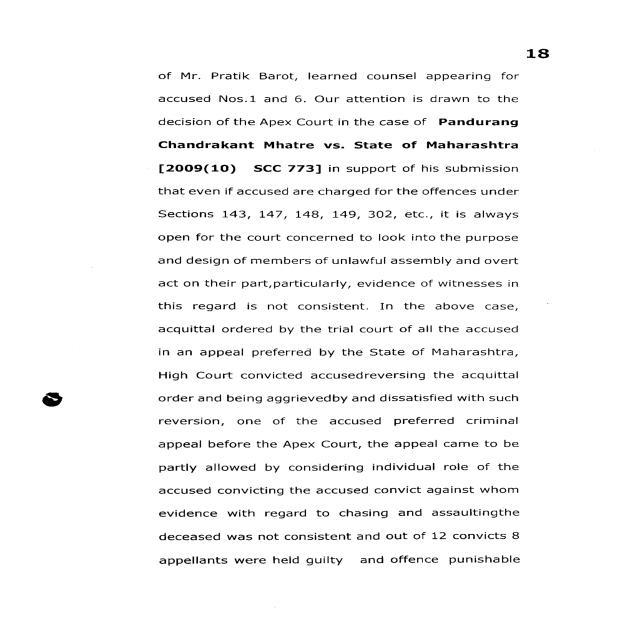 18
of Mr. Pratik Barot, learned counsel appearing for
accused Nos.1 and 6. Our attention is drawn to the
decision of the Apex Court in the case of Pandurang
Chandrakant Mhatre vs. State of Maharashtra
[2009(10) SCC 773] in support of his submission
that even if accused are charged for the offences under
Sections 143, 147, 148, 149, 302, etc., it is always
open for the court concerned to look into the purpose
and design of members of unlawful assembly and overt
act on their part,particularly, evidence of witnesses in
this regard is not consistent. In the above case,
acquittal ordered by the trial court of all the accused
in an appeal preferred by the State of Maharashtra,
High Court convicted accusedreversing the acquittal
order and being aggrievedby and dissatisfied with such
reversion, one of the accused preferred criminal
appeal before the Apex Court, the appeal came to be
partly allowed by considering individual role of the
accused convicting the accused convict against whom
evidence with regard to chasing and assaultingthe
deceased was not consistent and out of 12 convicts 8
appellants were held guilty and offence punishable